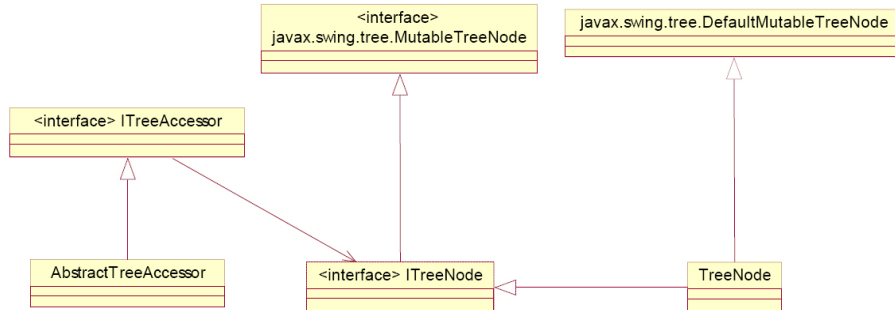 <interface>
javax.swing.tree.MutableTreeNode
javax.swing.tree.DefaultMutableTreeNode
<interface> ITreeAccessor
AbstractTreeAccessor
<interface> ITreeNode
TreeNode